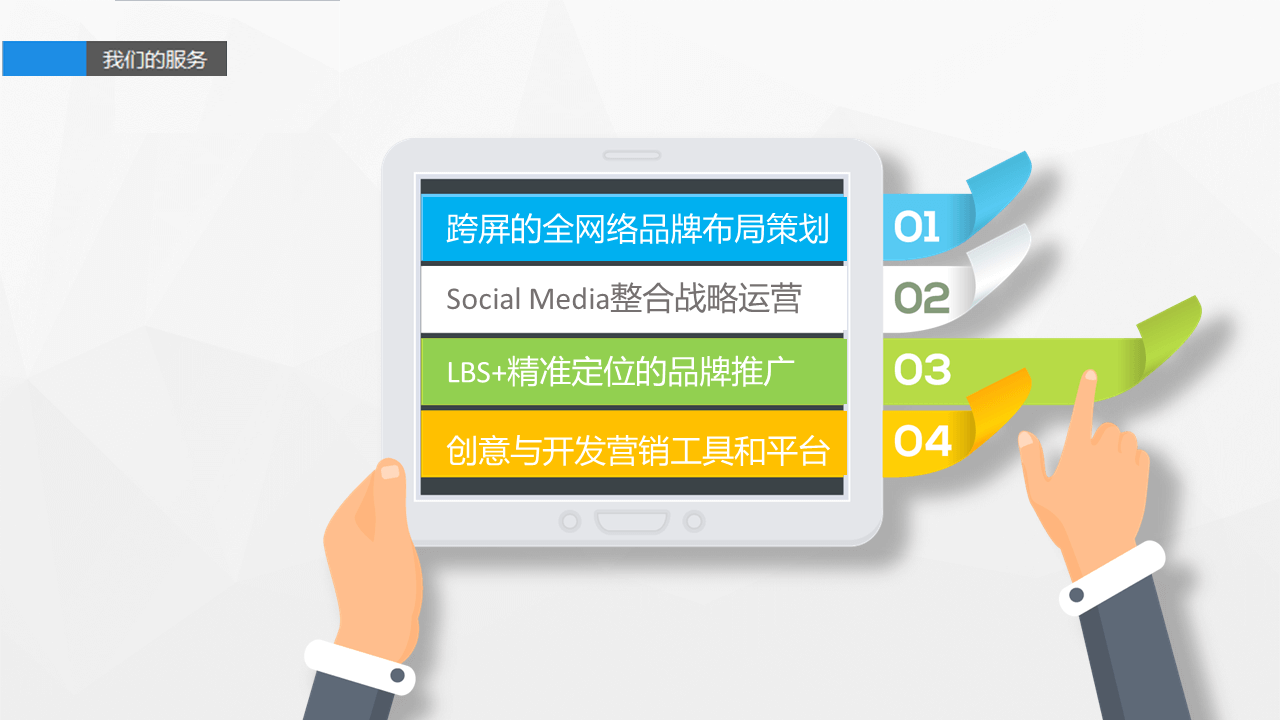 我们的服务
跨屏的全网络品牌布局策划
01
Social Media整合战略运营
02
LBS+精准定位的品牌推广
03
创意与开发营销工具和平台
04